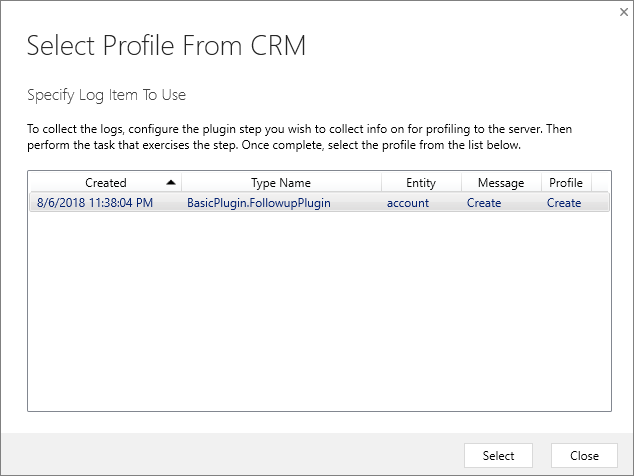 Select Profile From CRM
Specify Log Item To Use
To collect the logs, configure the plugin step you wish to collect info on for profiling to the server. Then
perform the task that exercises the step. Once complete, select the profile from the list below.
Created Type Name Entity Message Profile
8/6/2018 11:38:04 PM BasicPlugin.FollowupPlugin account Create Create
Select Close